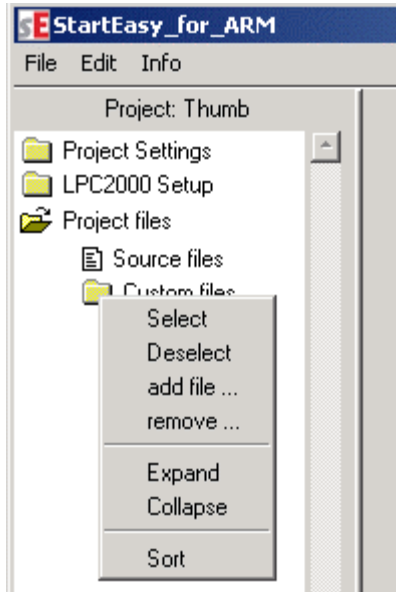 sE StartEasy_for_ARM
File Edit Info
Project: Thumb
Project Settings
LPC2000 Setup
Project files
Source files
Custom files
Select
Deselect
add file ...
remove ...
Expand
Collapse
Sort